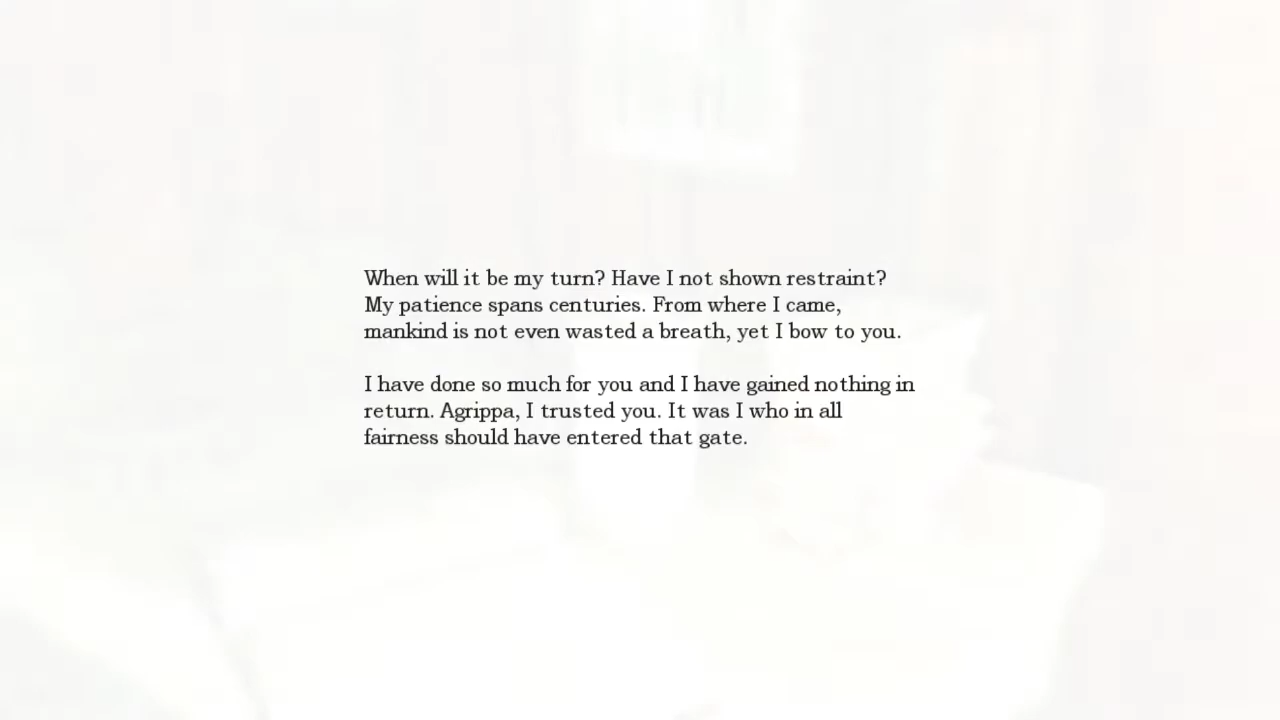 When will it be my turn? Have I not shown restraint?
My patience spans centuries. From where I came,
mankind is not even wasted a breath, yet I bow to you.
I have done so much for you and I have gained nothing in
return. Agrippa, I trusted you. It was I who in all
fairness should have entered that gate.